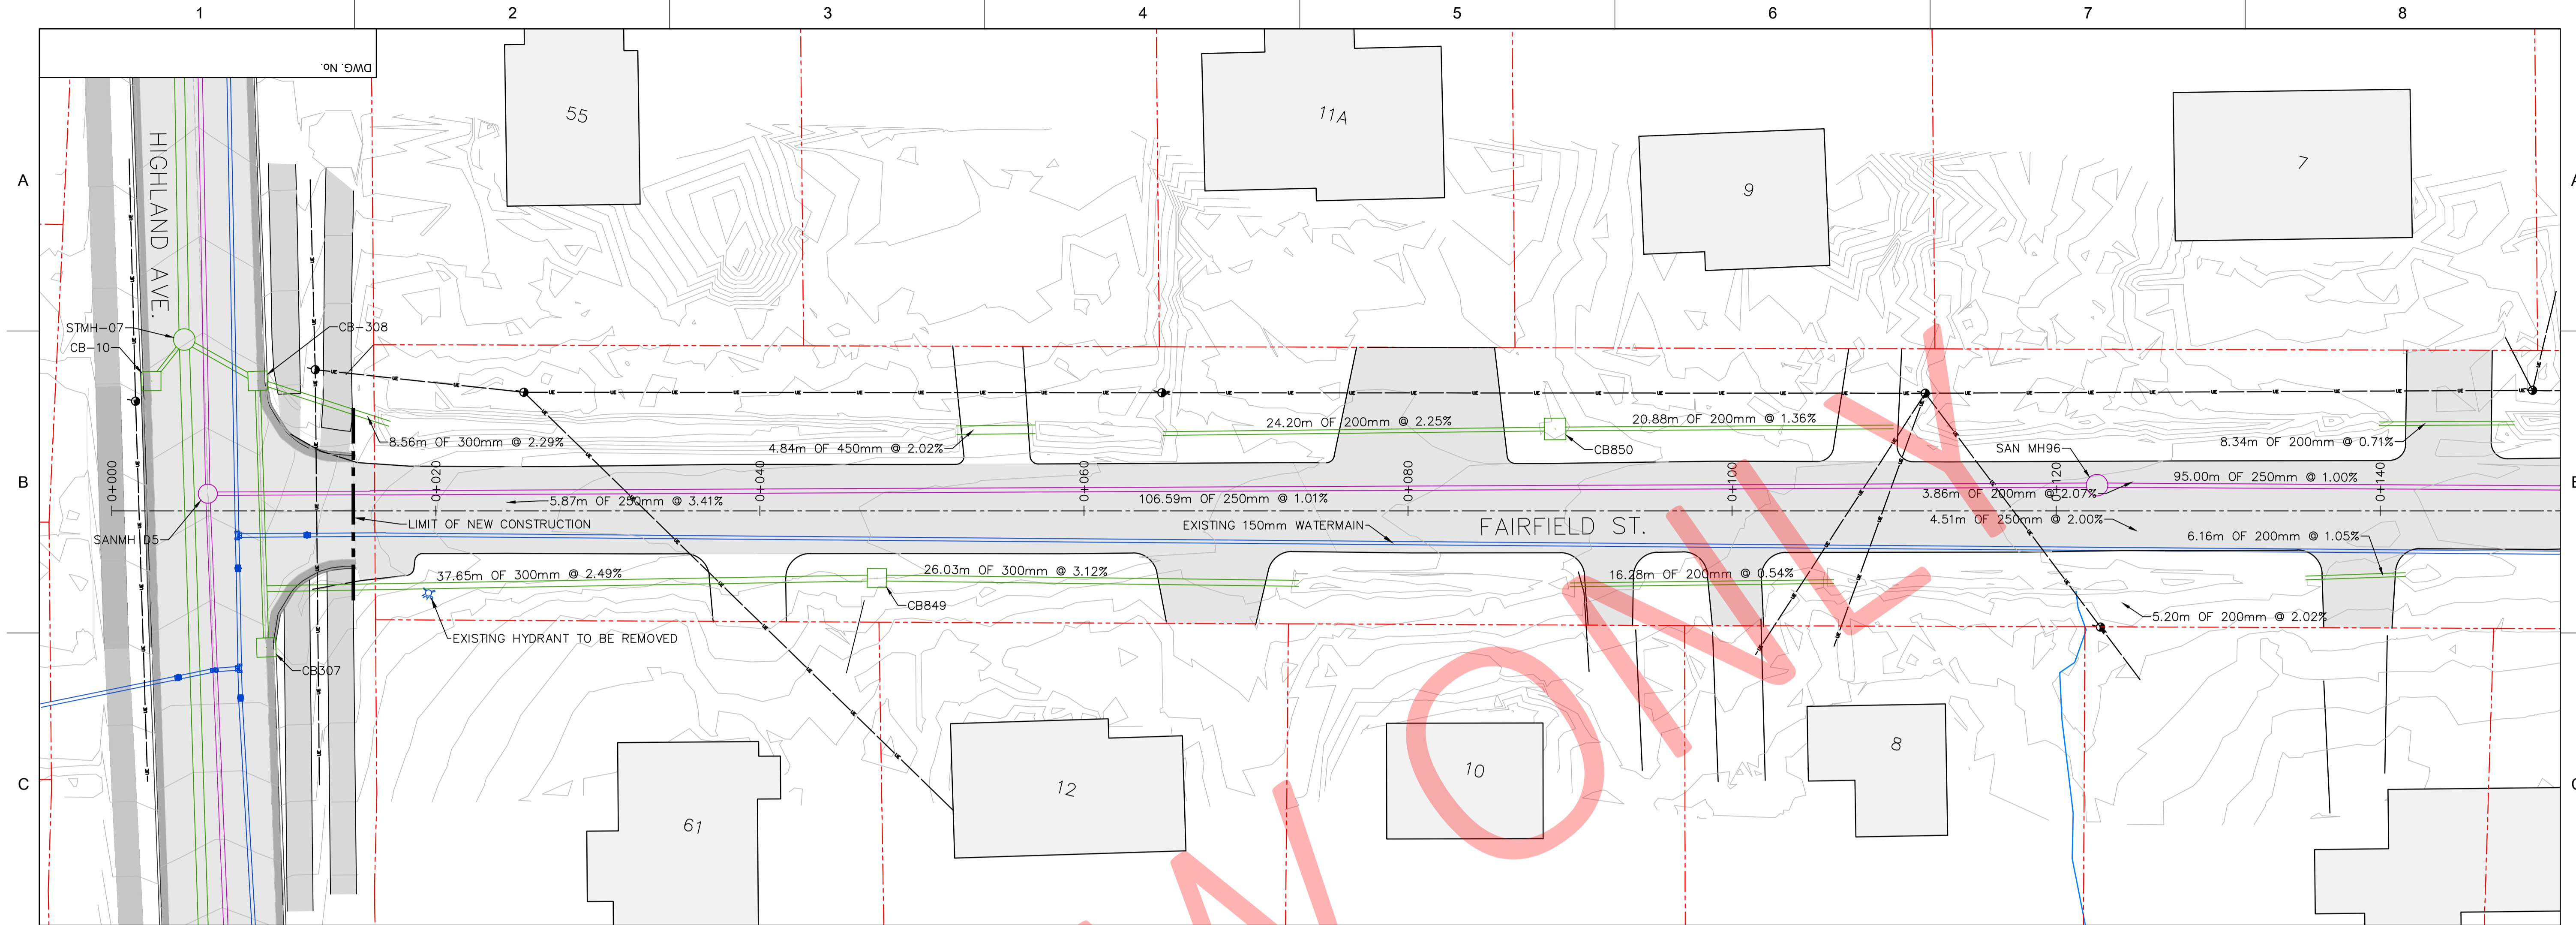 1 2 3 4 5 6 7 8
DWG. No.
A
A
B
B
C
C
HIGHLAND AVE.
55
11A
9
7
STMH-07
CB-10
CB-308
8.56m OF 300mm @ 2.29%
4.84m OF 450mm @ 2.02%
24.20m OF 200mm @ 2.25%
CB850
20.88m OF 200mm @ 1.36%
SAN MH96
8.34m OF 200mm @ 0.71%
0+000
0+020
0+040
0+060
0+080
0+100
0+120
0+140
5.87m OF 250mm @ 3.41%
106.59m OF 250mm @ 1.01%
3.86m OF 200mm @ 2.07%
95.00m OF 250mm @ 1.00%
LIMIT OF NEW CONSTRUCTION
SANMH D5
EXISTING 150mm WATERMAIN
FAIRFIELD ST.
4.51m OF 250mm @ 2.00%
6.16m OF 200mm @ 1.05%
37.65m OF 300mm @ 2.49%
26.03m OF 300mm @ 3.12%
16.28m OF 200mm @ 0.54%
CB849
EXISTING HYDRANT TO BE REMOVED
5.20m OF 200mm @ 2.02%
CB307
61
12
10
8
ONLY